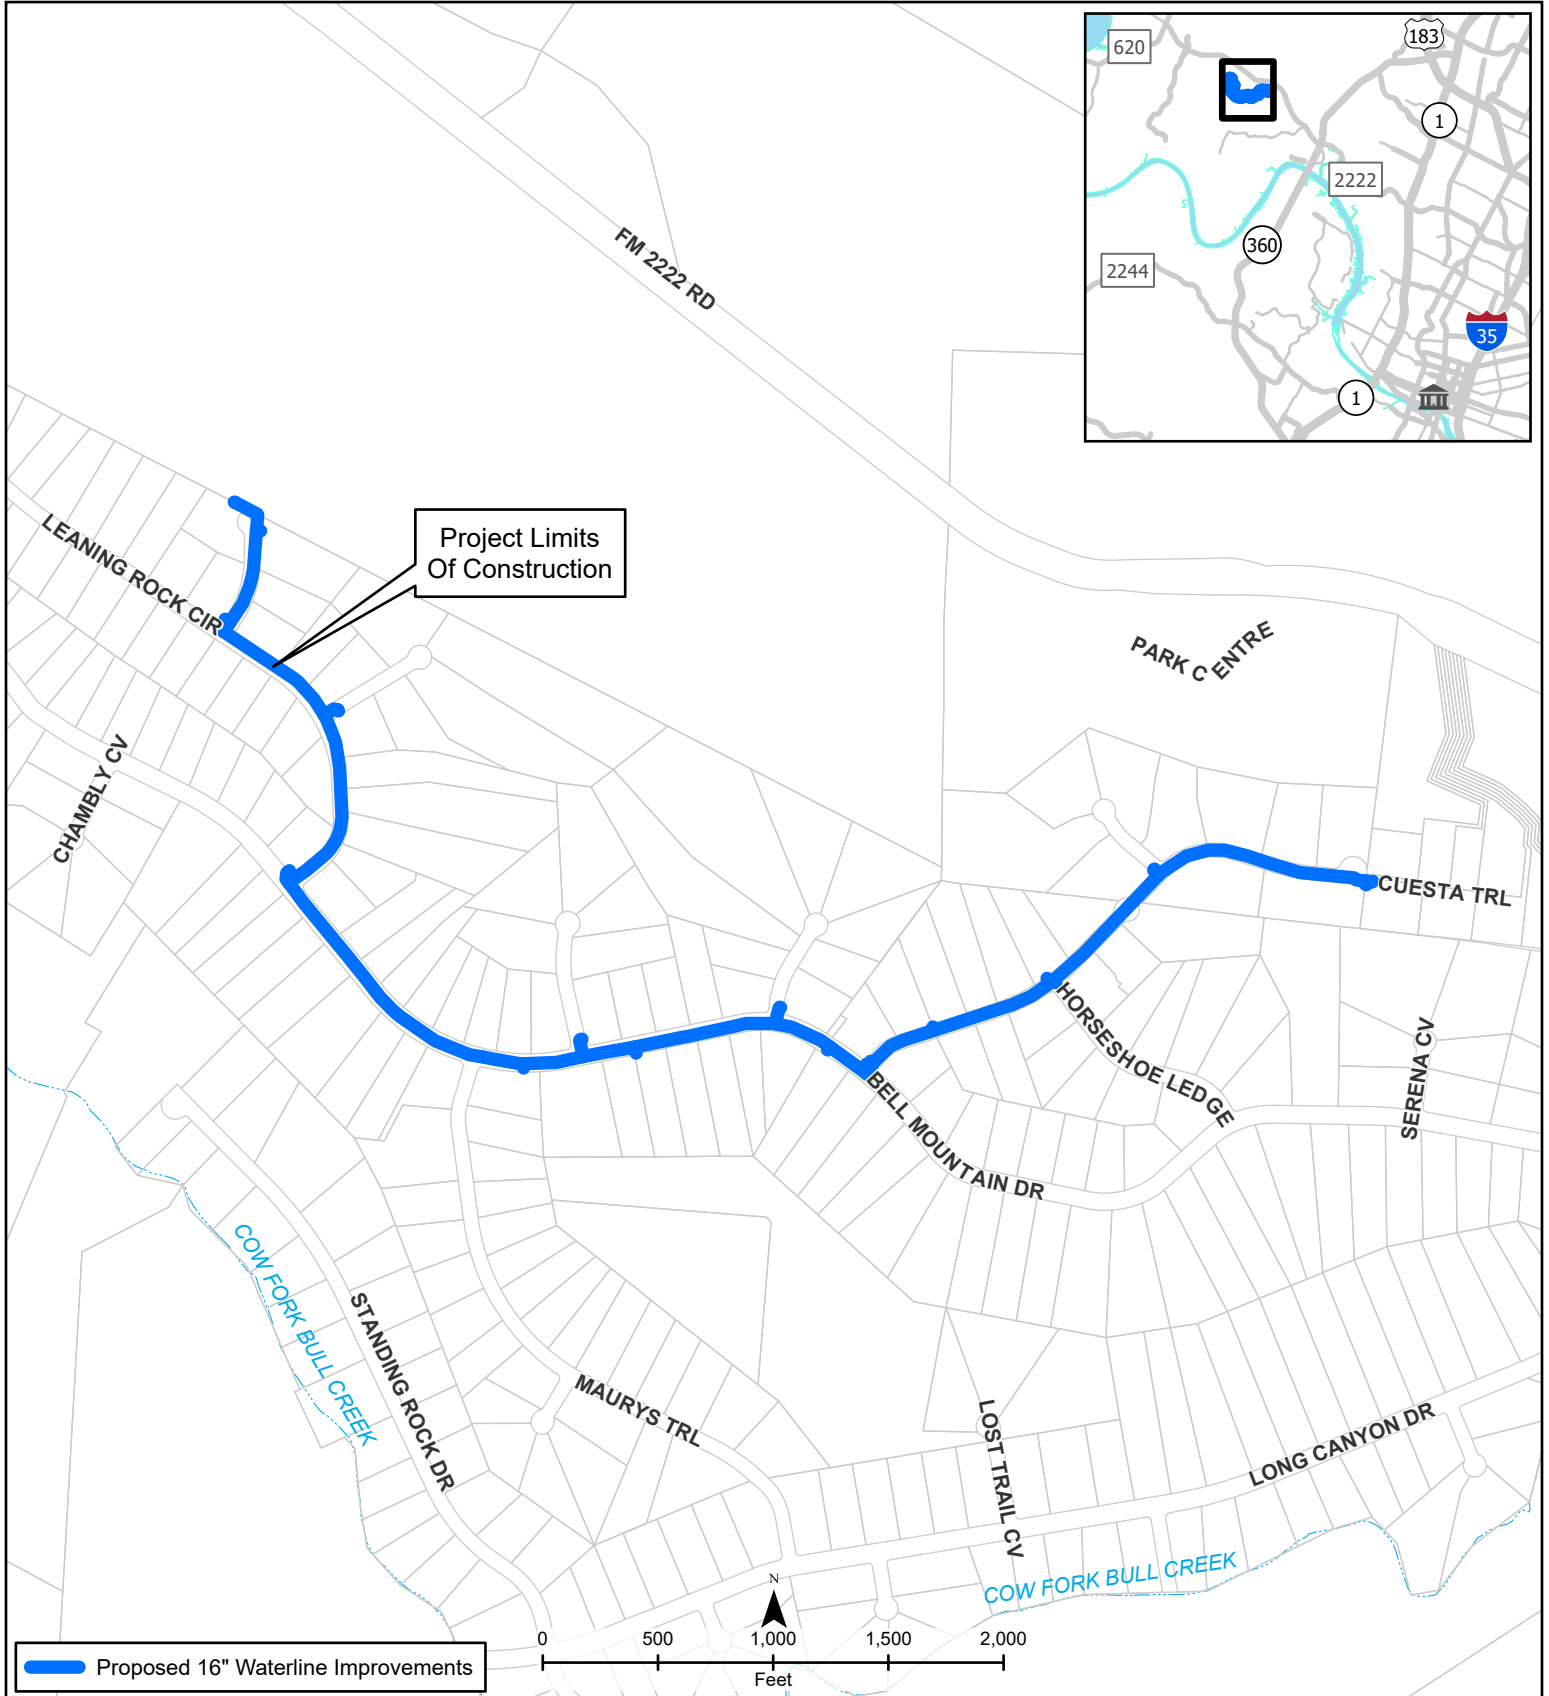 620
183
1
2222
360
2244
35
1
FM 2222 RD
Project Limits
Of Construction
LEANING ROCK CIR
PARK CENTRE
CHAMBLY CV
CUESTA TRL
HORSESHOE LEDGE
SERENA CV
BELL MOUNTAIN DR
COW FORK BULL CREEK
STANDING ROCK DR
MAURYS TRL
LOST TRAIL CV
LONG CANYON DR
COW FORK BULL CREEK
N
0 500 1,000 1,500 2,000
Feet
Proposed 16" Waterline Improvements